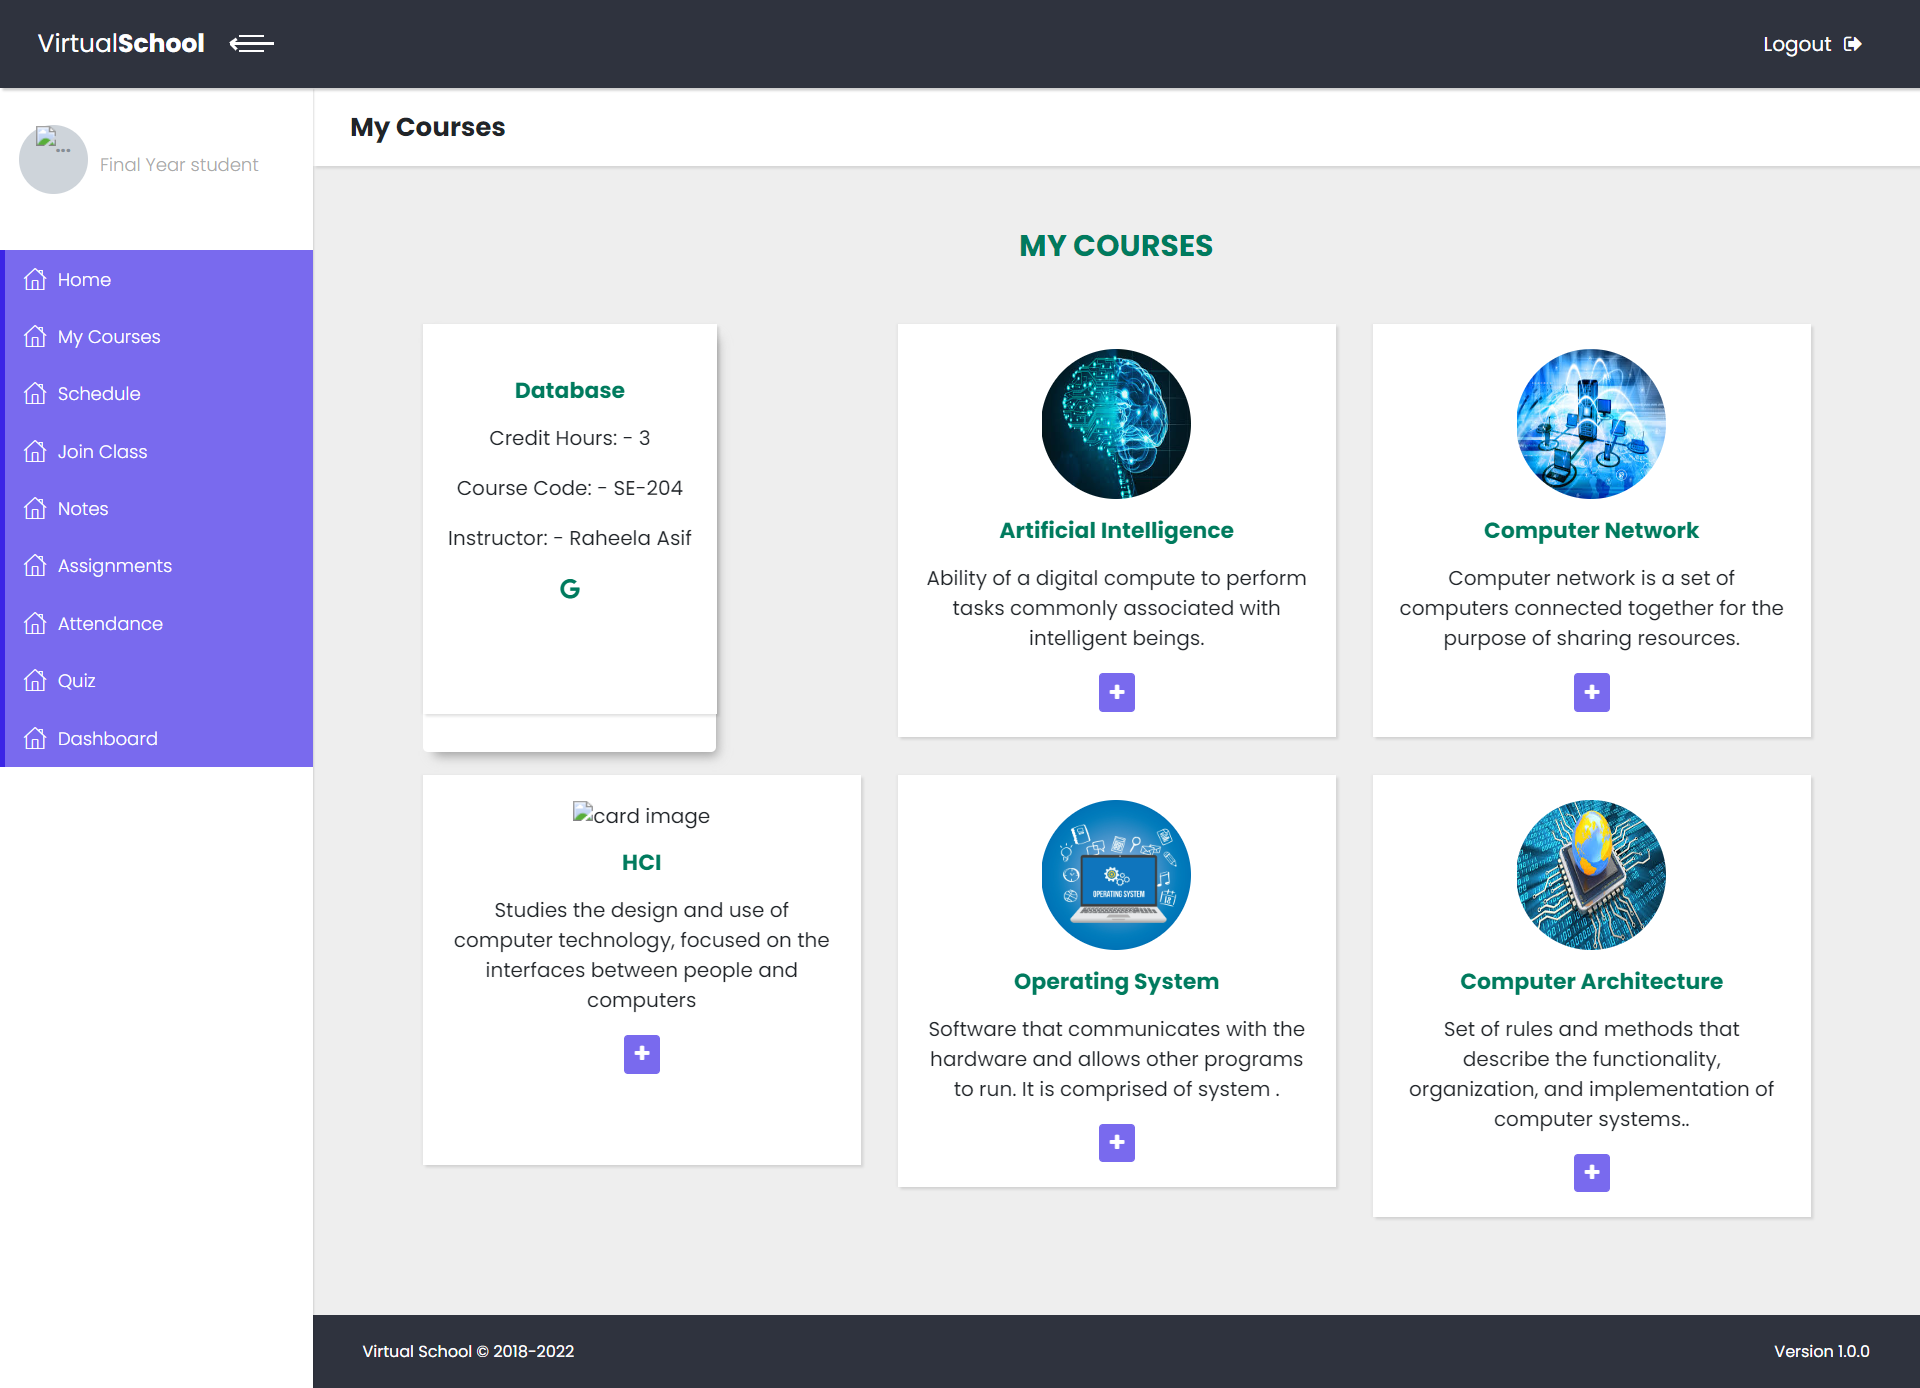 VirtualSchool
Logout
...
Final Year student
Home
My Courses
Schedule
Join Class
Notes
Assignments
Attendance
Quiz
Dashboard
My Courses
MY COURSES
Database
Credit Hours: - 3
Course Code: - SE-204
Instructor: - Raheela Asif
G
Artificial Intelligence
Ability of a digital compute to perform
tasks commonly associated with
intelligent beings.
Computer Network
Computer network is a set of
computers connected together for the
purpose of sharing resources.
card image
HCI
Studies the design and use of
computer technology, focused on the
interfaces between people and
computers
OPERATING SYSTEM
Operating System
Software that communicates with the
hardware and allows other programs
to run. It is comprised of system .
Computer Architecture
Set of rules and methods that
describe the functionality,
organization, and implementation of
computer systems..
Virtual School © 2018-2022
Version 1.0.0